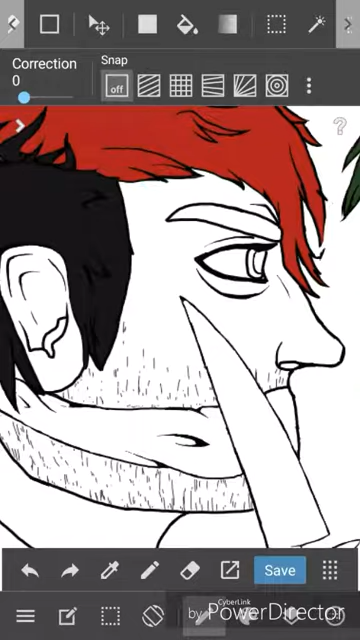 Correction
0
Snap
off
?
Save
CyberLink
by PowerDirector